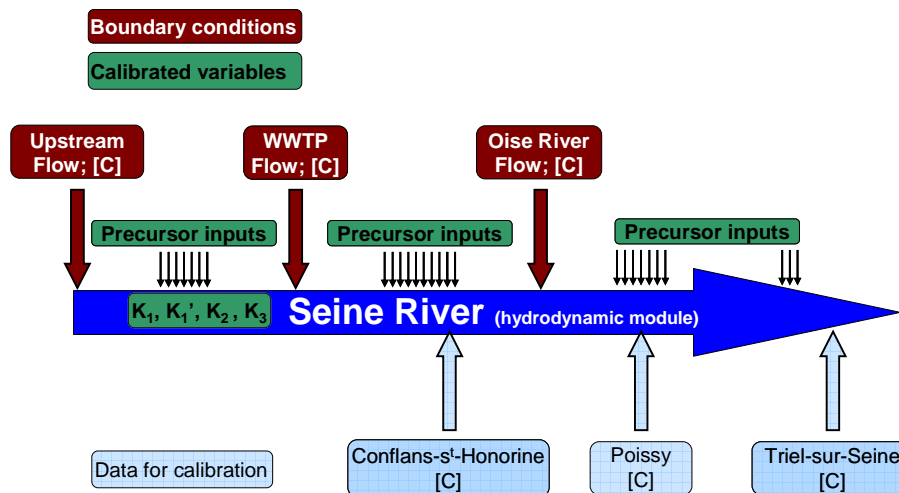 Boundary conditions
Calibrated variables
Upstream
Flow; [C]
WWTP
Flow; [C]
Oise River
Flow; [C]
Precursor inputs
Precursor inputs
Precursor inputs
K₁, K₁’, K₂ , K₃
Seine River (hydrodynamic module)
Data for calibration
Conflans-sᵗ-Honorine
[C]
Poissy
[C]
Triel-sur-Seine
[C]